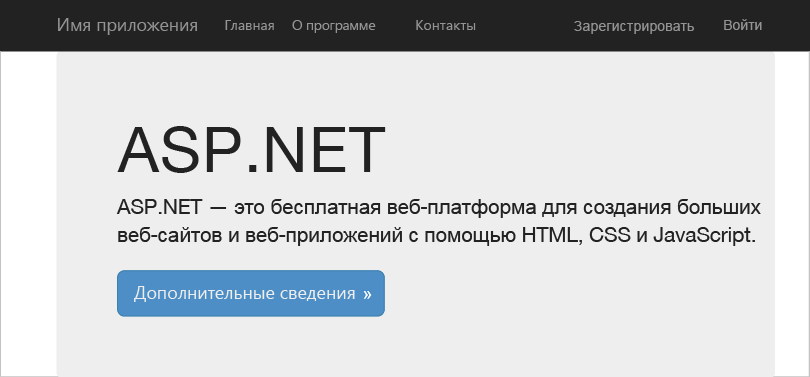 Имя приложения Главная О программе Контакты Зарегистрировать Войти
ASP.NET
ASP.NET — это бесплатная веб-платформа для создания больших
веб-сайтов и веб-приложений с помощью HTML, CSS и JavaScript.
Дополнительные сведения »